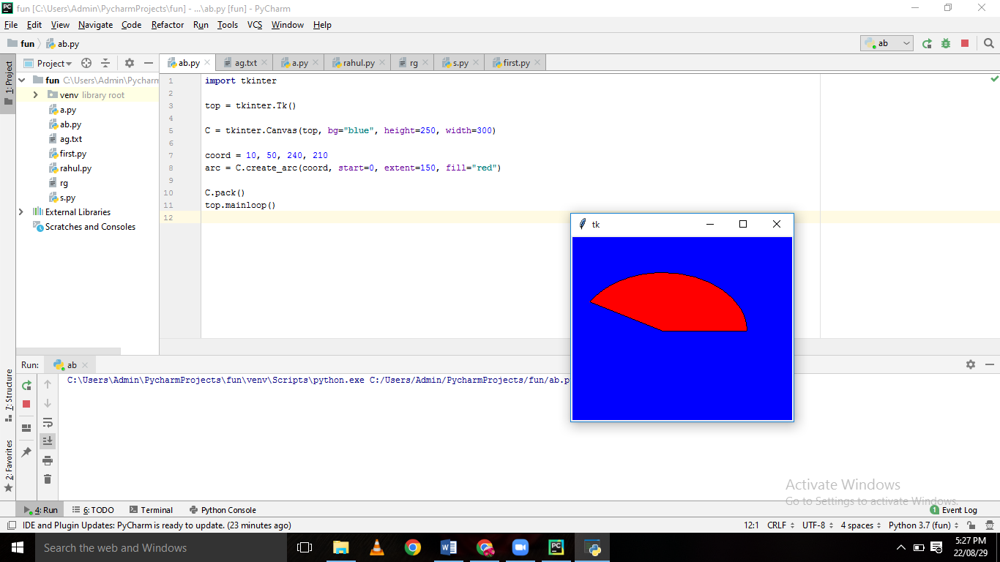 fun [C:\Users\Admin\PycharmProjects\fun] - ...\ab.py [fun] - PyCharm
File Edit View Navigate Code Refactor Run Tools VCS Window Help
fun ab.py ab
1: Project
Project
ab.py ag.txt a.py rahul.py rg s.py first.py
fun C:\Users\Admin\Pycharm
venv library root
a.py
ab.py
ag.txt
first.py
rahul.py
rg
s.py
External Libraries
Scratches and Consoles
1 import tkinter
2
3 top = tkinter.Tk()
4
5 C = tkinter.Canvas(top, bg="blue", height=250, width=300)
6
7 coord = 10, 50, 240, 210
8 arc = C.create_arc(coord, start=0, extent=150, fill="red")
9
10 C.pack()
11 top.mainloop()
12
tk
Run: ab
C:\Users\Admin\PycharmProjects\fun\venv\Scripts\python.exe C:/Users/Admin/PycharmProjects/fun/ab.p
7: Structure
2: Favorites
Activate Windows
Go to Settings to activate Windows.
4: Run 6: TODO Terminal Python Console 1 Event Log
IDE and Plugin Updates: PyCharm is ready to update. (23 minutes ago) 12:1 CRLF UTF-8 4 spaces Python 3.7 (fun)
Search the web and Windows
5:27 PM
22/08/29